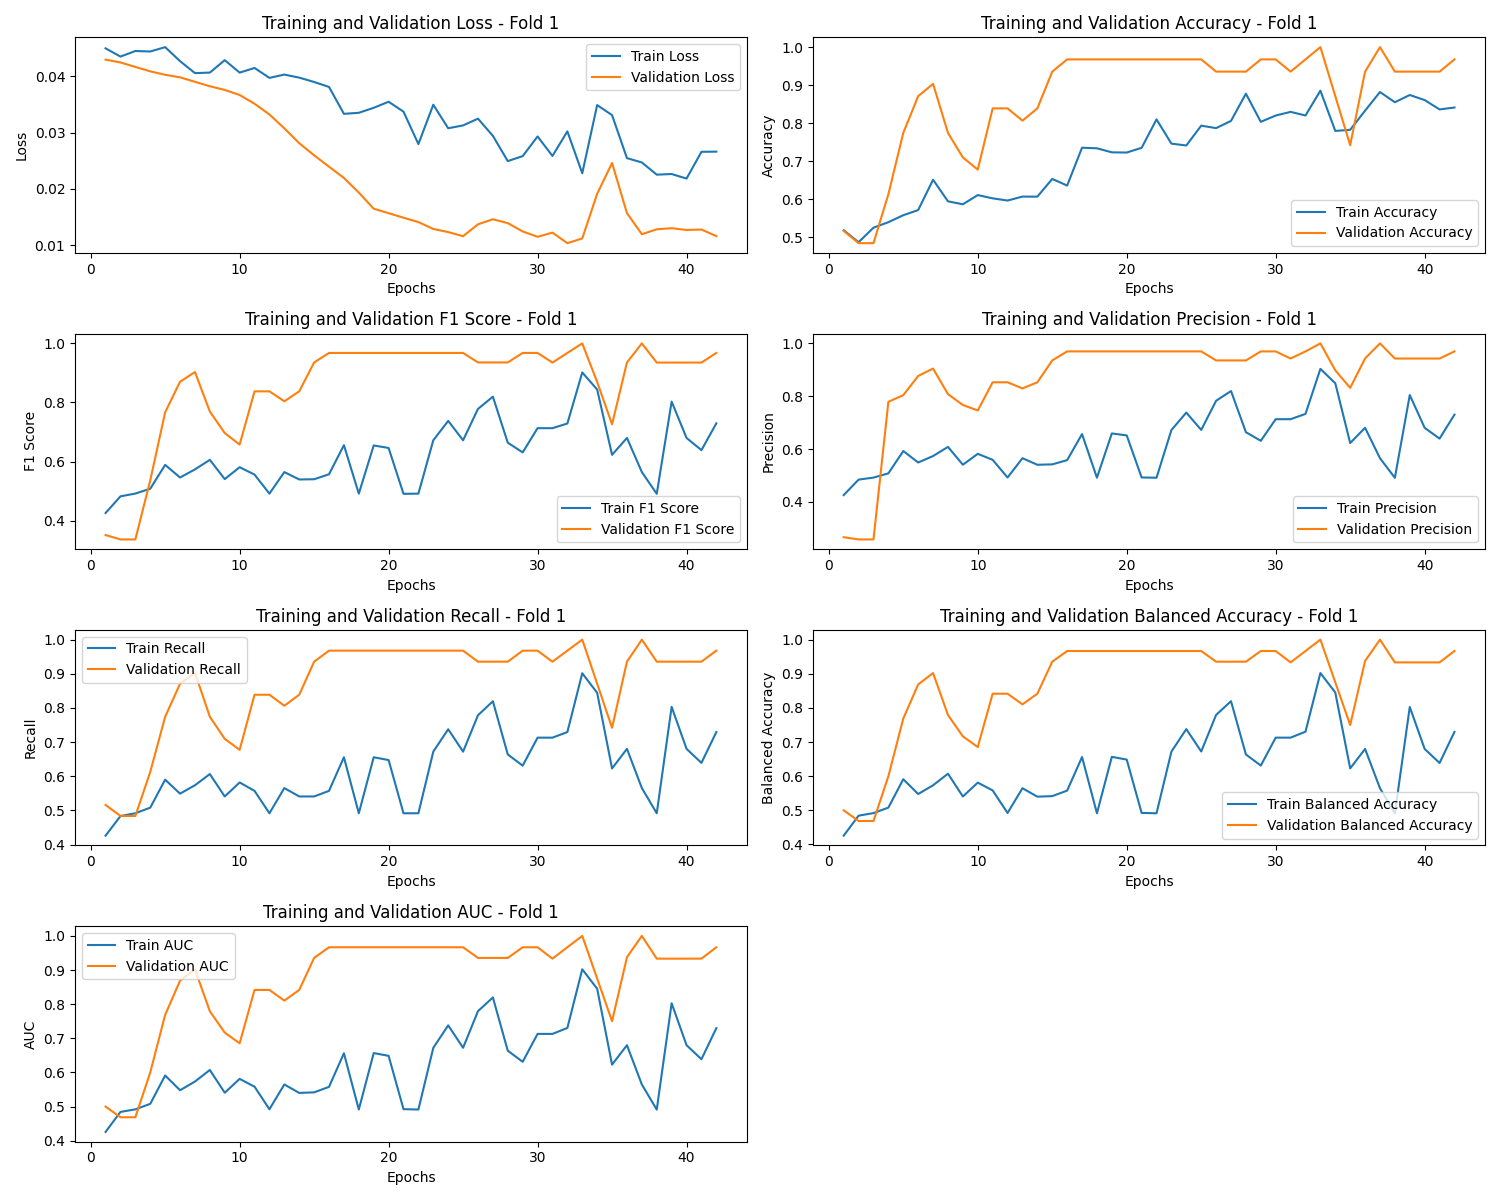 Training and Validation Loss - Fold 1
Loss
0.04
0.03
0.02
0.01
Train Loss
Validation Loss
0 10 20 30 40
Epochs
Training and Validation Accuracy - Fold 1
Accuracy
1.0
0.9
0.8
0.7
0.6
0.5
Train Accuracy
Validation Accuracy
0 10 20 30 40
Epochs
Training and Validation F1 Score - Fold 1
F1 Score
1.0
0.8
0.6
0.4
Train F1 Score
Validation F1 Score
0 10 20 30 40
Epochs
Training and Validation Precision - Fold 1
Precision
1.0
0.8
0.6
0.4
Train Precision
Validation Precision
0 10 20 30 40
Epochs
Training and Validation Recall - Fold 1
Recall
1.0
0.9
0.8
0.7
0.6
0.5
0.4
Train Recall
Validation Recall
0 10 20 30 40
Epochs
Training and Validation Balanced Accuracy - Fold 1
Balanced Accuracy
1.0
0.9
0.8
0.7
0.6
0.5
0.4
Train Balanced Accuracy
Validation Balanced Accuracy
0 10 20 30 40
Epochs
Training and Validation AUC - Fold 1
AUC
1.0
0.9
0.8
0.7
0.6
0.5
0.4
Train AUC
Validation AUC
0 10 20 30 40
Epochs